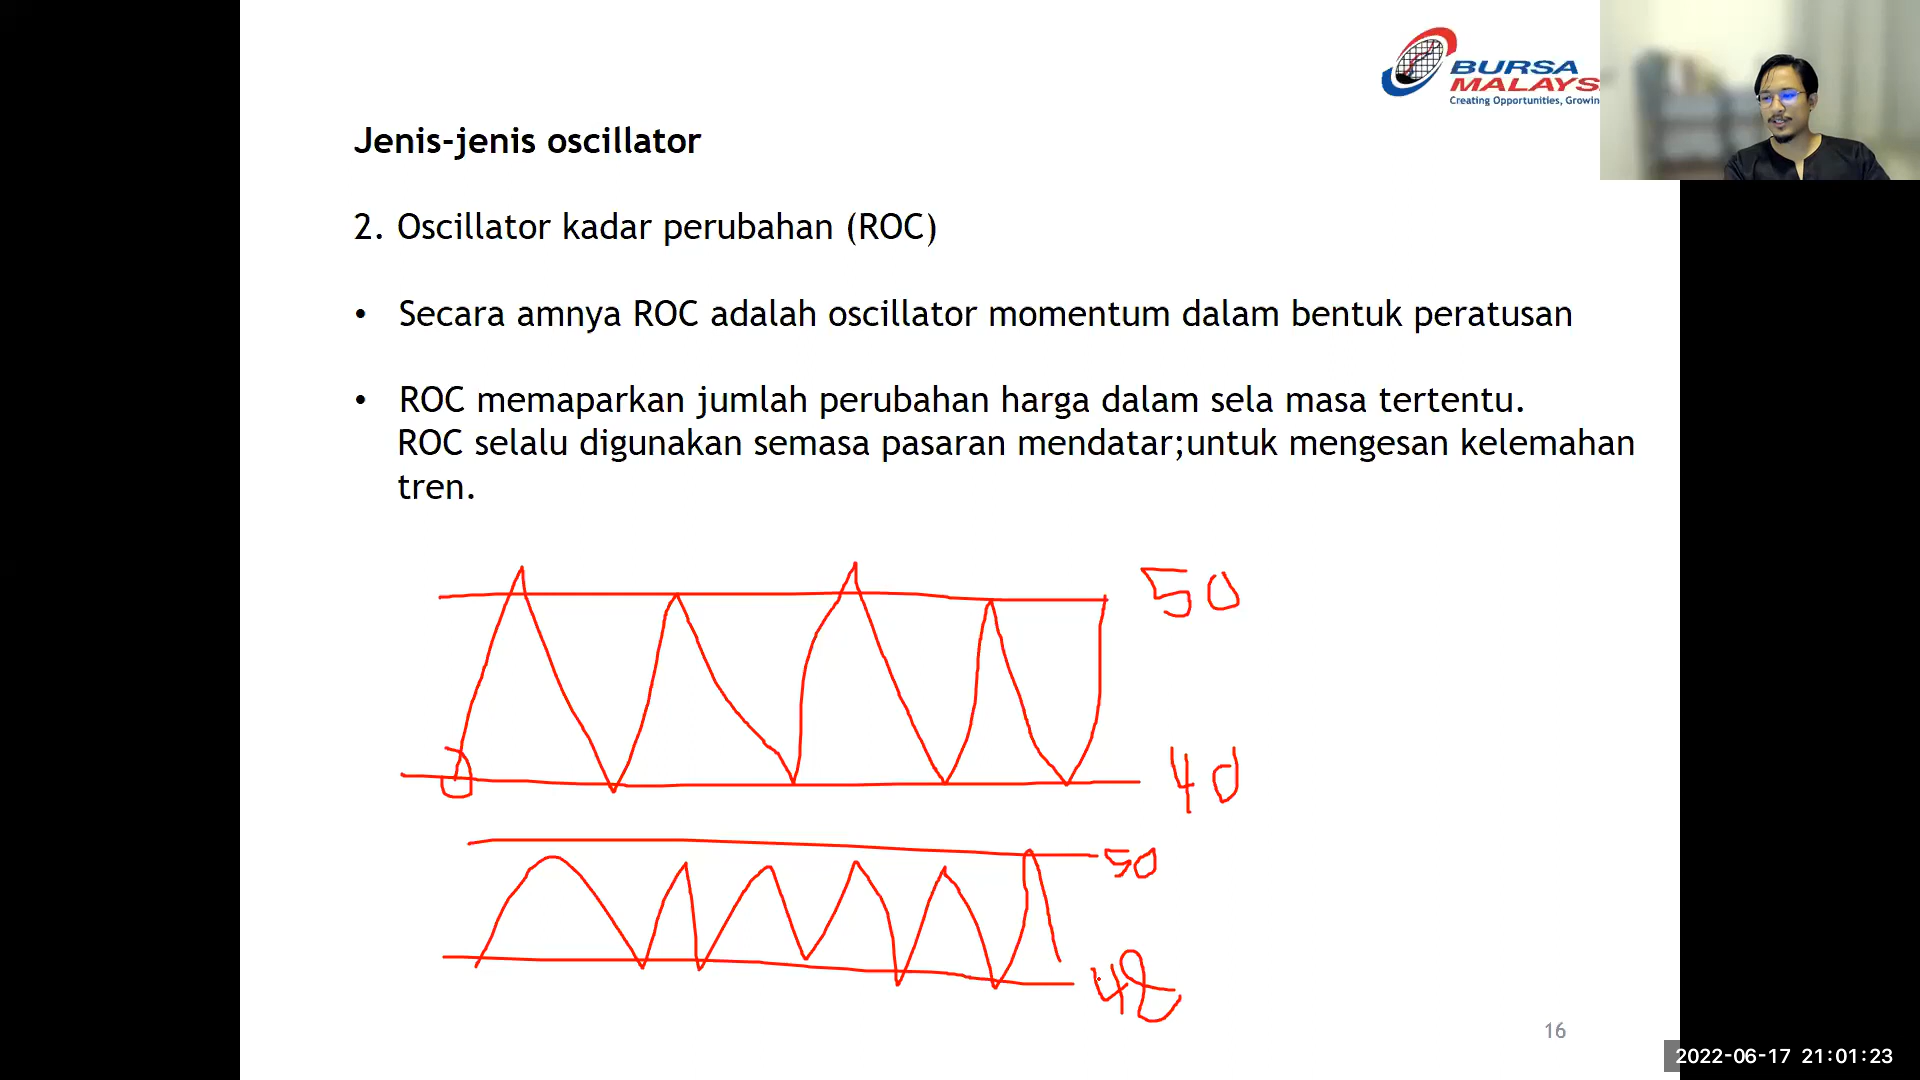 BURSA
MALAYS
Creating Opportunities, Growin
Jenis-jenis oscillator
2. Oscillator kadar perubahan (ROC)
• Secara amnya ROC adalah oscillator momentum dalam bentuk peratusan
• ROC memaparkan jumlah perubahan harga dalam sela masa tertentu.
ROC selalu digunakan semasa pasaran mendatar;untuk mengesan kelemahan
tren.
50
40
50
48
16
2022-06-17 21:01:23